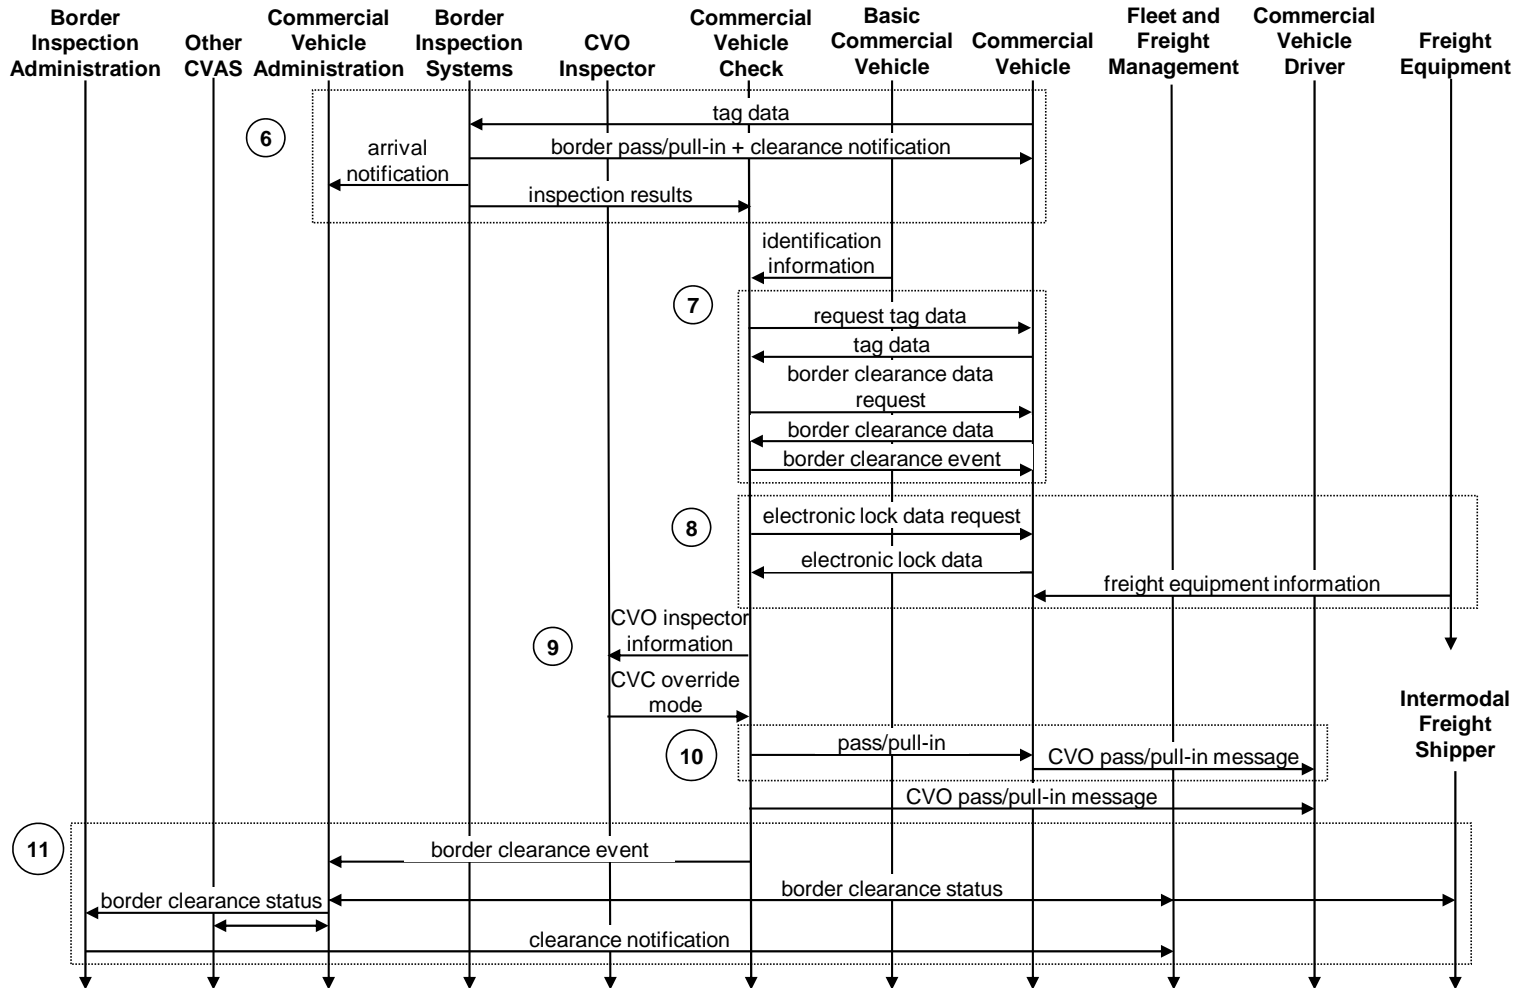 Border
Inspection
Administration
Other
CVAS
Commercial
Vehicle
Administration
Border
Inspection
Systems
CVO
Inspector
Commercial
Vehicle
Check
Basic
Commercial
Vehicle
Commercial
Vehicle
Fleet and
Freight
Management
Commercial
Vehicle
Driver
Freight
Equipment
6
tag data
arrival
notification
border pass/pull-in + clearance notification
inspection results
identification
information
7
request tag data
tag data
border clearance data
request
border clearance data
border clearance event
8
electronic lock data request
electronic lock data
freight equipment information
9
CVO inspector
information
CVC override
mode
Intermodal
Freight
Shipper
10
pass/pull-in
CVO pass/pull-in message
CVO pass/pull-in message
11
border clearance event
border clearance status
border clearance status
clearance notification